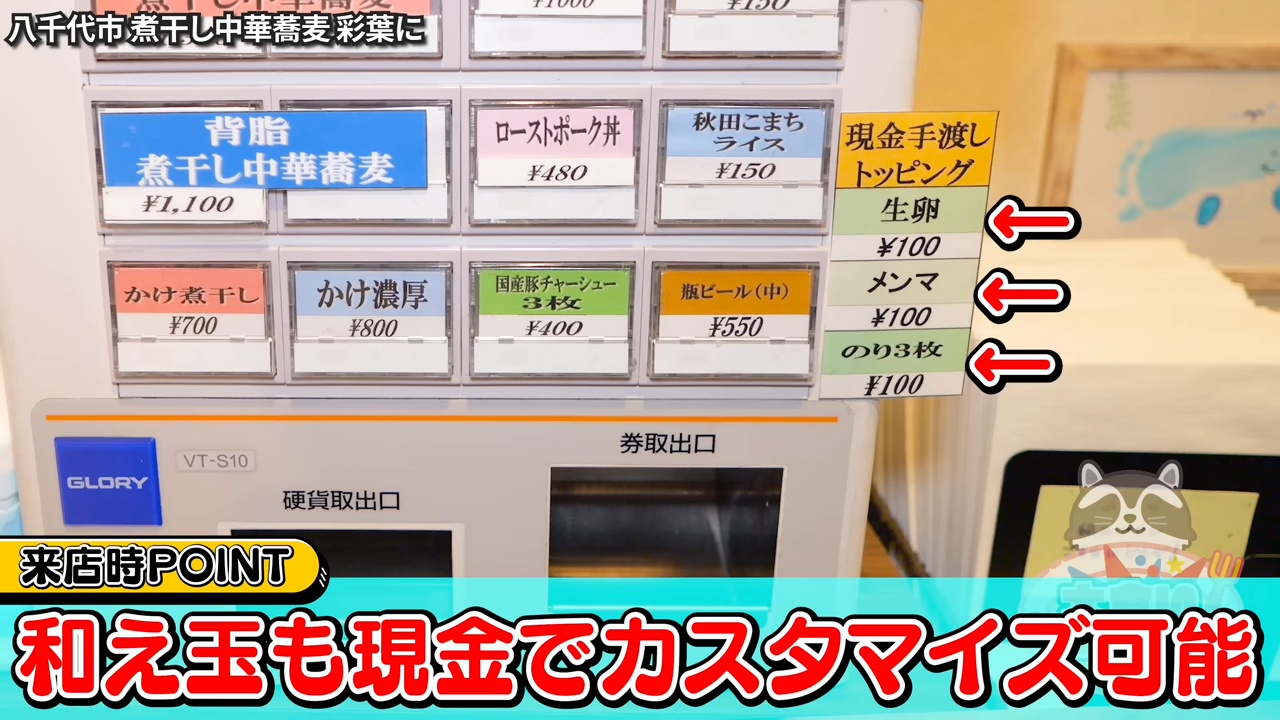 八千代市 煮干し中華蕎麦 彩葉に
¥1000
¥150
背脂
煮干し中華蕎麦
¥1,100
ローストポーク丼
¥480
秋田こまち
ライス
¥150
現金手渡し
トッピング
生卵
¥100
メンマ
¥100
のり3枚
¥100
かけ煮干し
¥700
かけ濃厚
¥800
国産豚チャーシュー
3枚
¥400
瓶ビール(中)
¥550
GLORY
VT-S10
硬貨取出口
券取出口
来店時POINT
和え玉も現金でカスタマイズ可能